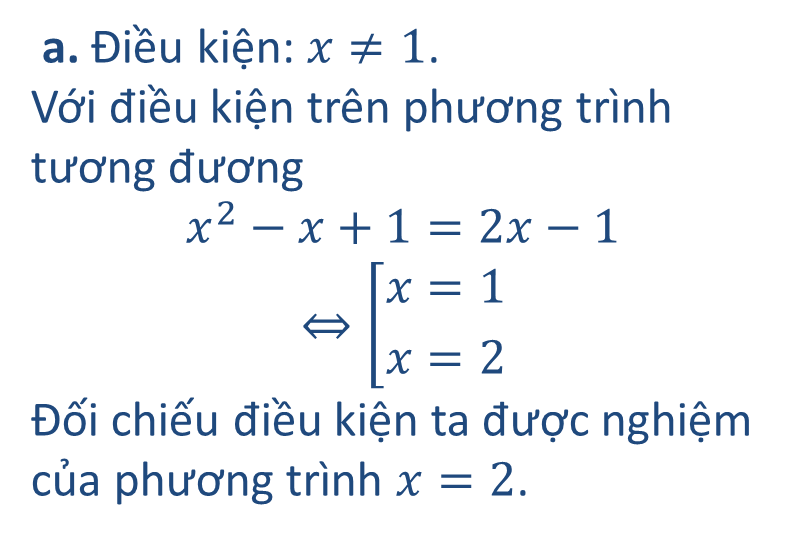 a. Điều kiện: x ≠ 1.
Với điều kiện trên phương trình
tương đương
x² − x + 1 = 2x − 1
⇔ [x = 1
x = 2
Đối chiếu điều kiện ta được nghiệm
của phương trình x = 2.